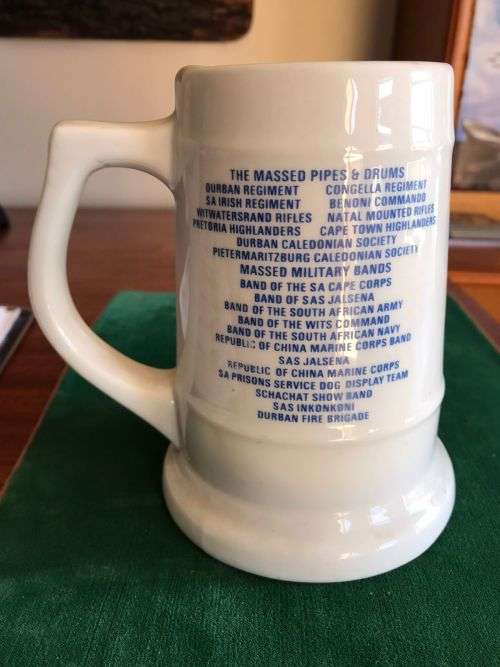 THE MASSED PIPES & DRUMS
DURBAN REGIMENT CONGELLA REGIMENT
SA IRISH REGIMENT BENONI COMMANDO
WITWATERSRAND RIFLES NATAL MOUNTED RIFLES
PRETORIA HIGHLANDERS CAPE TOWN HIGHLANDERS
DURBAN CALEDONIAN SOCIETY
PIETERMARITZBURG CALEDONIAN SOCIETY
MASSED MILITARY BANDS
BAND OF THE SA CAPE CORPS
BAND OF SAS JALSENA
BAND OF THE SOUTH AFRICAN ARMY
BAND OF THE WITS COMMAND
BAND OF THE SOUTH AFRICAN NAVY
REPUBLIC OF CHINA MARINE CORPS BAND
SAS JALSENA
REPUBLIC OF CHINA MARINE CORPS
SA PRISONS SERVICE DOG DISPLAY TEAM
SCHACHAT SHOW BAND
SAS INKONKONI
DURBAN FIRE BRIGADE